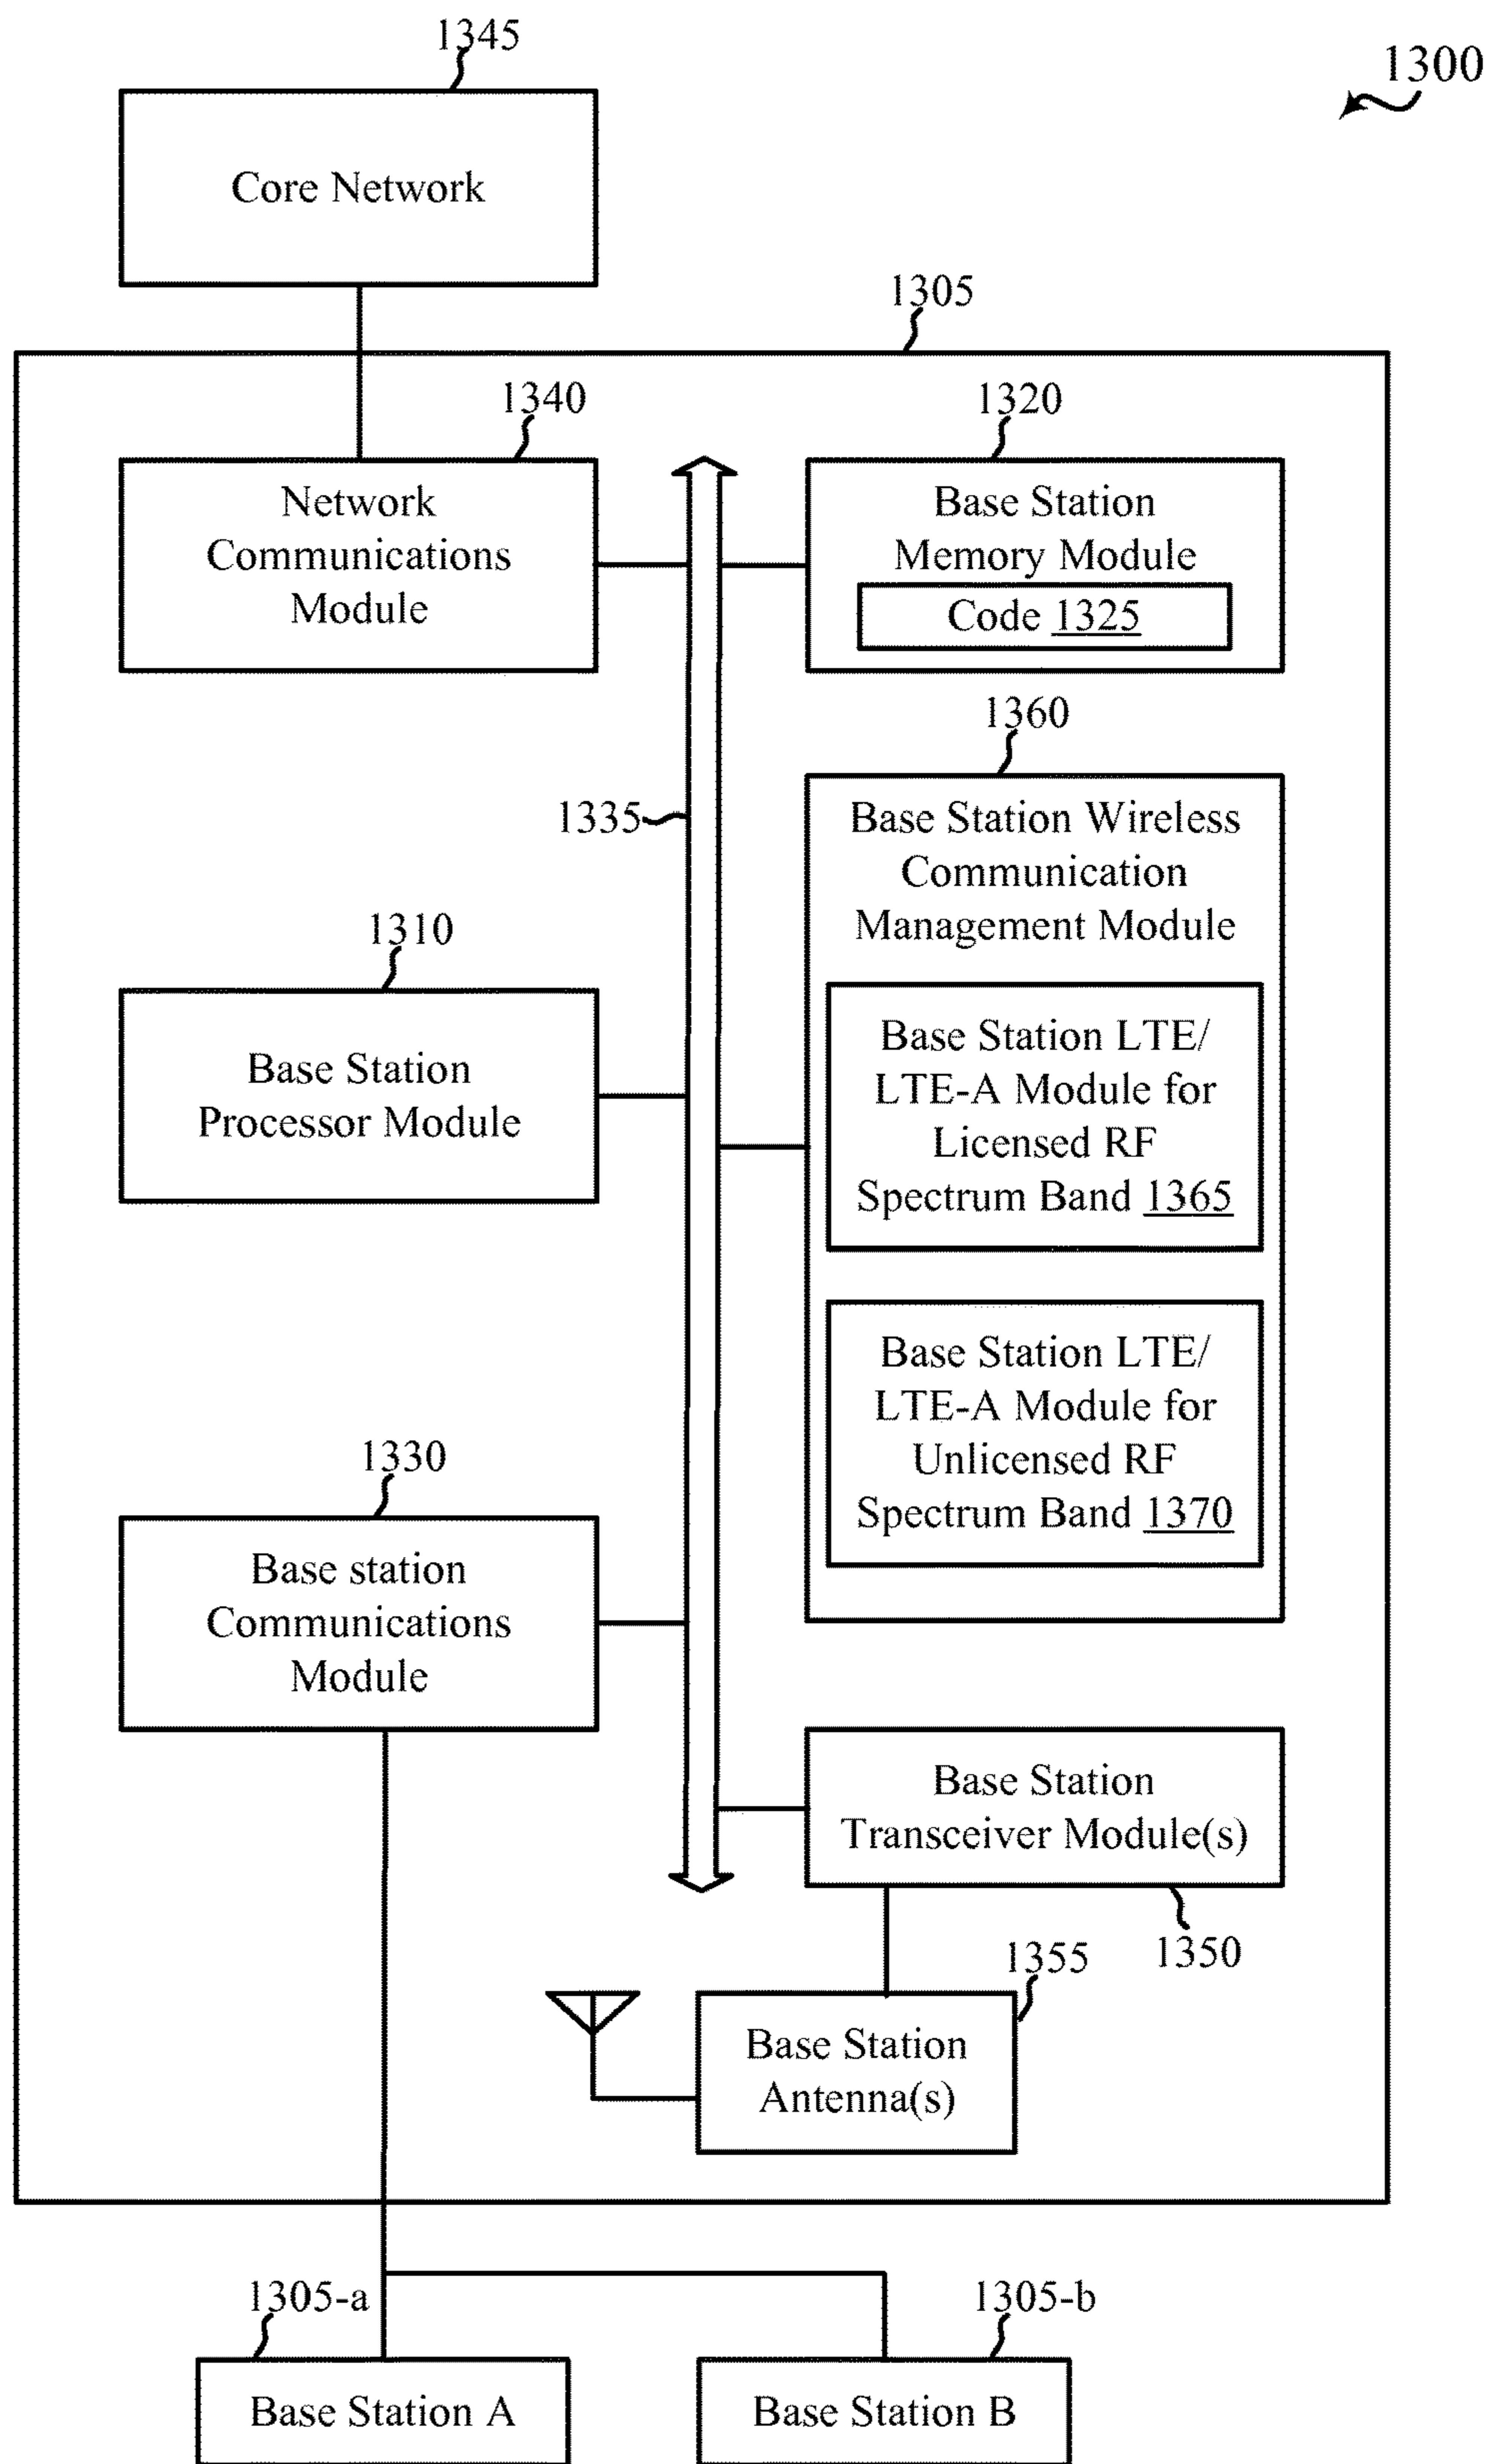 1345
1300
Core Network
1305
1340
1320
Network
Communications
Module
Base Station
Memory Module
Code 1325
1360
1335
Base Station Wireless
Communication
Management Module
1310
Base Station
Processor Module
Base Station LTE/
LTE-A Module for
Licensed RF
Spectrum Band 1365
Base Station LTE/
LTE-A Module for
Unlicensed RF
Spectrum Band 1370
1330
Base station
Communications
Module
Base Station
Transceiver Module(s)
1350
1355
Base Station
Antenna(s)
1305-a
1305-b
Base Station A
Base Station B